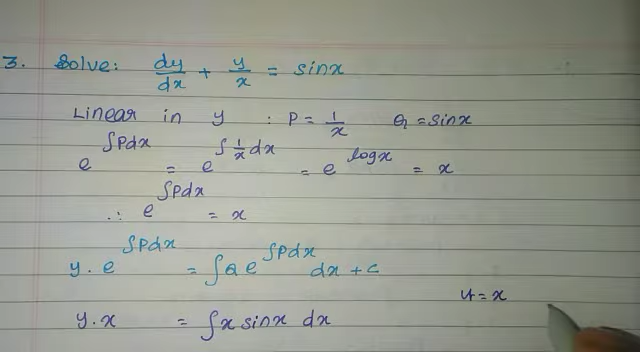 3. Solve: dy/dx + y/x = sinx
Linear in y : P = 1/x Q = sinx
e^∫Pdx = e^∫1/x dx = e^logx = x
∴ e^∫Pdx = x
y. e^∫Pdx = ∫Q e^∫Pdx dx + c
u = x
y.x = ∫x sinx dx